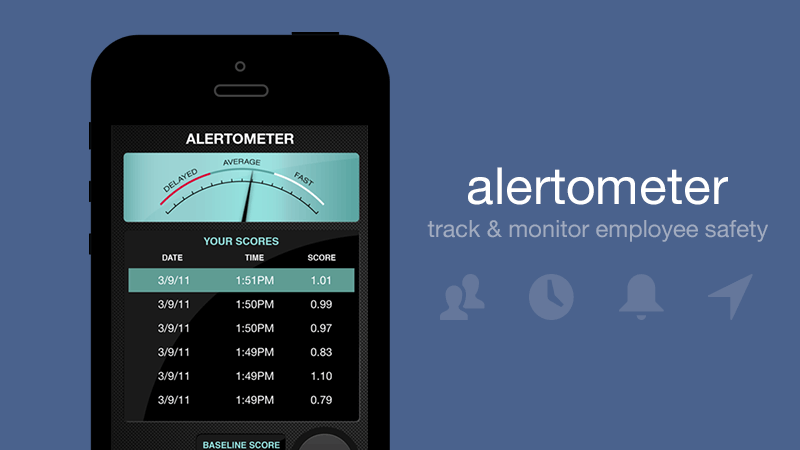 ALERTOMETER
DELAYED AVERAGE FAST
YOUR SCORES
DATE TIME SCORE
3/9/11 1:51PM 1.01
3/9/11 1:50PM 0.99
3/9/11 1:50PM 0.97
3/9/11 1:49PM 0.83
3/9/11 1:49PM 1.10
3/9/11 1:49PM 0.79
BASELINE SCORE
alertometer
track & monitor employee safety